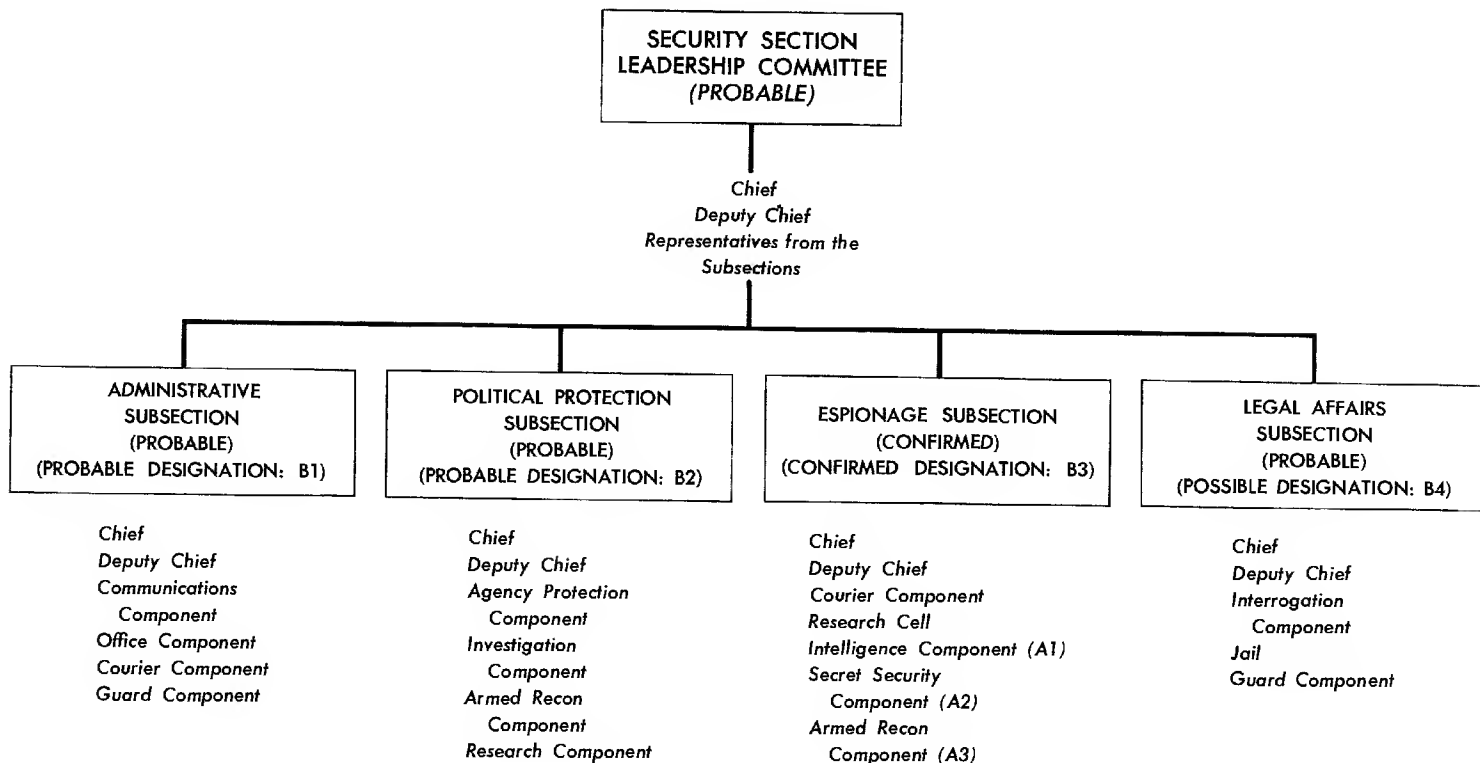 SECURITY SECTION
LEADERSHIP COMMITTEE
(PROBABLE)
Chief
Deputy Chief
Representatives from the
Subsections
ADMINISTRATIVE
SUBSECTION
(PROBABLE)
(PROBABLE DESIGNATION: B1)
Chief
Deputy Chief
Communications
Component
Office Component
Courier Component
Guard Component
POLITICAL PROTECTION
SUBSECTION
(PROBABLE)
(PROBABLE DESIGNATION: B2)
Chief
Deputy Chief
Agency Protection
Component
Investigation
Component
Armed Recon
Component
Research Component
ESPIONAGE SUBSECTION
(CONFIRMED)
(CONFIRMED DESIGNATION: B3)
Chief
Deputy Chief
Courier Component
Research Cell
Intelligence Component (A1)
Secret Security
Component (A2)
Armed Recon
Component (A3)
LEGAL AFFAIRS
SUBSECTION
(PROBABLE)
(POSSIBLE DESIGNATION: B4)
Chief
Deputy Chief
Interrogation
Component
Jail
Guard Component